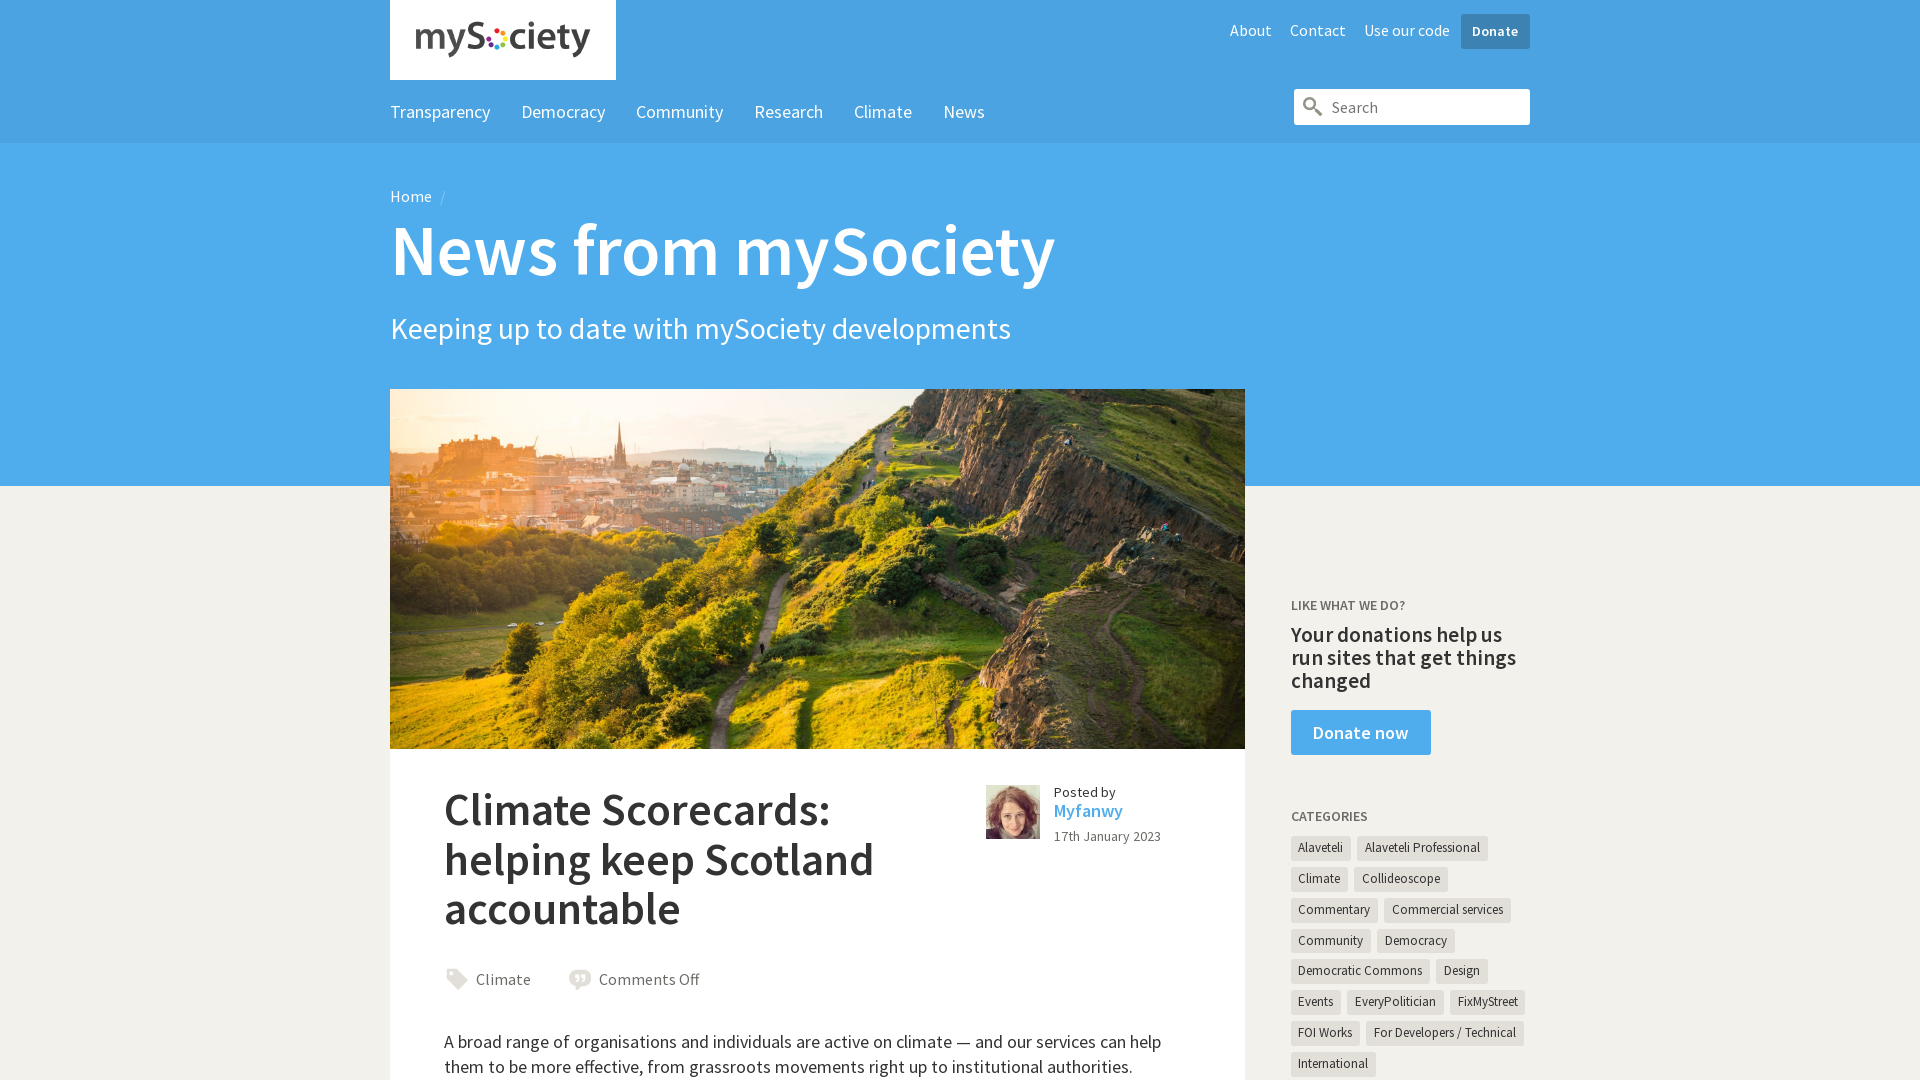 mySociety
About
Contact
Use our code
Donate
Transparency
Democracy
Community
Research
Climate
News
Search
Home /
News from mySociety
Keeping up to date with mySociety developments
Climate Scorecards:
helping keep Scotland
accountable
Posted by
Myfanwy
17th January 2023
Climate
Comments Off
A broad range of organisations and individuals are active on climate — and our services can help
them to be more effective, from grassroots movements right up to institutional authorities.
LIKE WHAT WE DO?
Your donations help us
run sites that get things
changed
Donate now
CATEGORIES
Alaveteli
Alaveteli Professional
Climate
Collideoscope
Commentary
Commercial services
Community
Democracy
Democratic Commons
Design
Events
EveryPolitician
FixMyStreet
FOI Works
For Developers / Technical
International